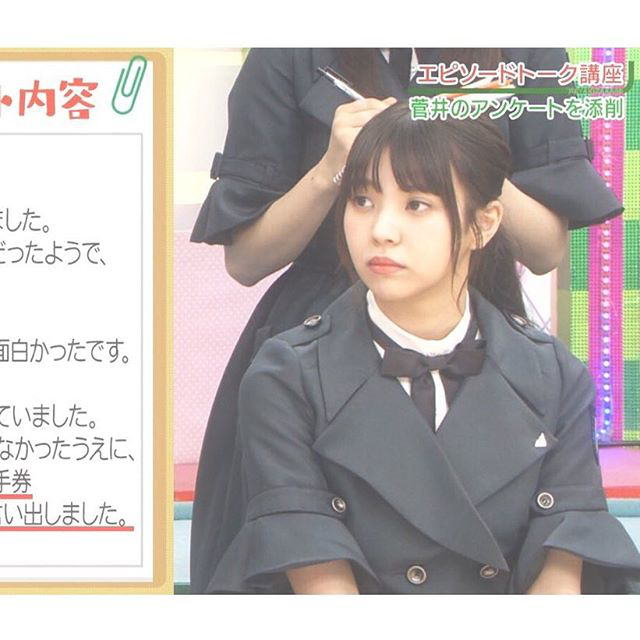 エピソードトーク講座
菅井のアンケートを添削
ト内容
ました。
だったようで、
面白かったです。
ていました。
なかったうえに、
手券
言い出しました。